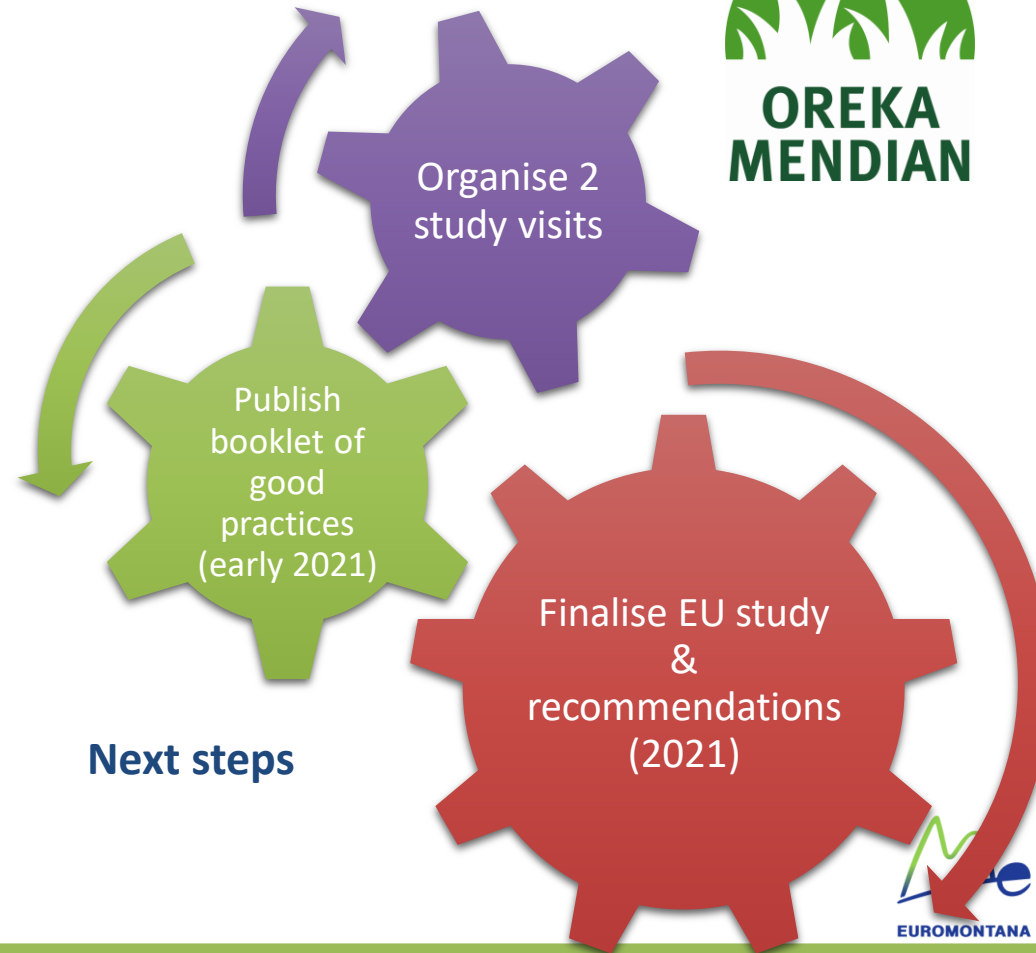 OREKA
MENDIAN
Organise 2
study visits
Publish
booklet of
good
practices
(early 2021)
Finalise EU study
&
recommendations
(2021)
Next steps
EUROMONTANA